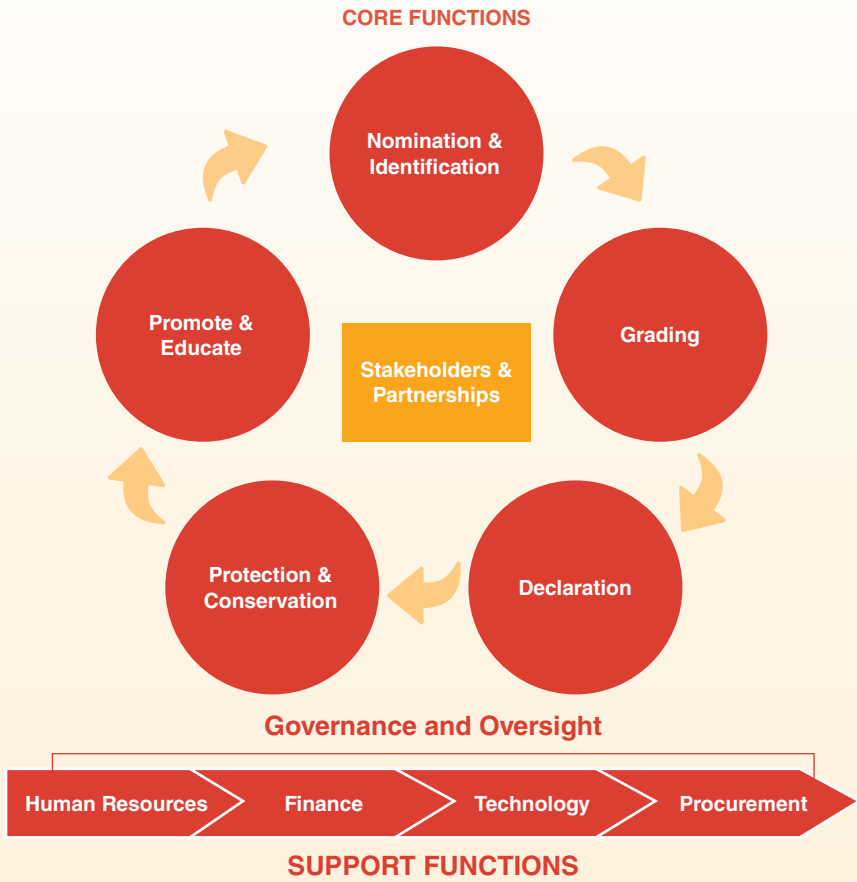 CORE FUNCTIONS
Nomination &
Identification
Grading
Declaration
Protection &
Conservation
Promote &
Educate
Stakeholders &
Partnerships
Governance and Oversight
Human Resources
Finance
Technology
Procurement
SUPPORT FUNCTIONS